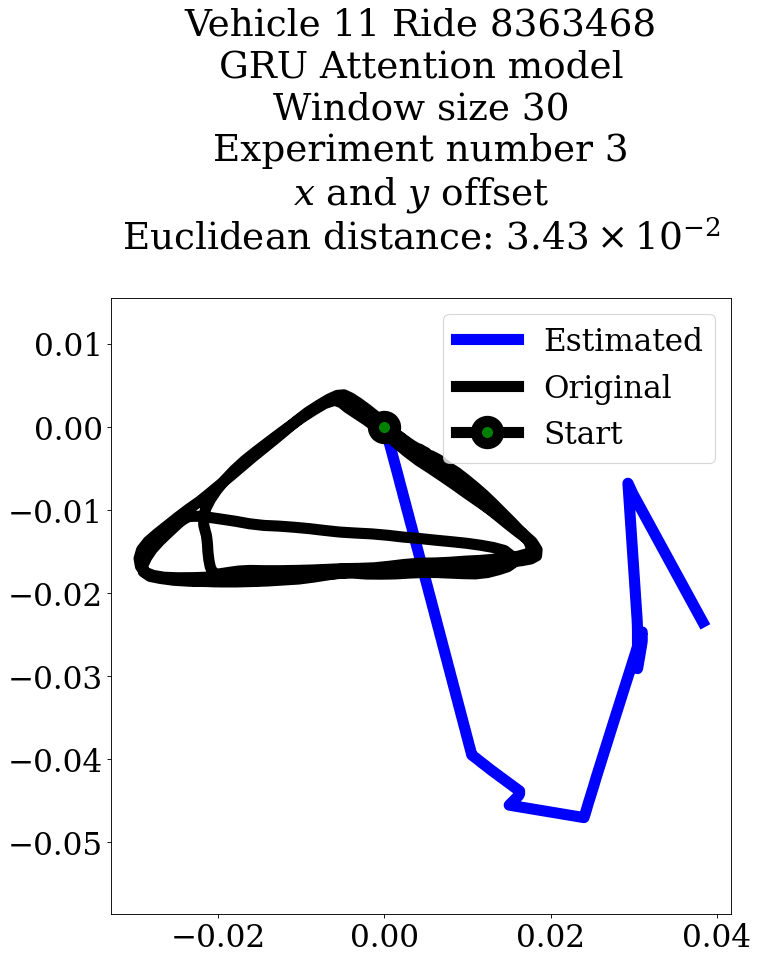 Vehicle 11 Ride 8363468
GRU Attention model
Window size 30
Experiment number 3
x and y offset
Euclidean distance: 3.43 × 10⁻²
Estimated
Original
Start
0.01
0.00
−0.01
−0.02
−0.03
−0.04
−0.05
−0.02 0.00 0.02 0.04